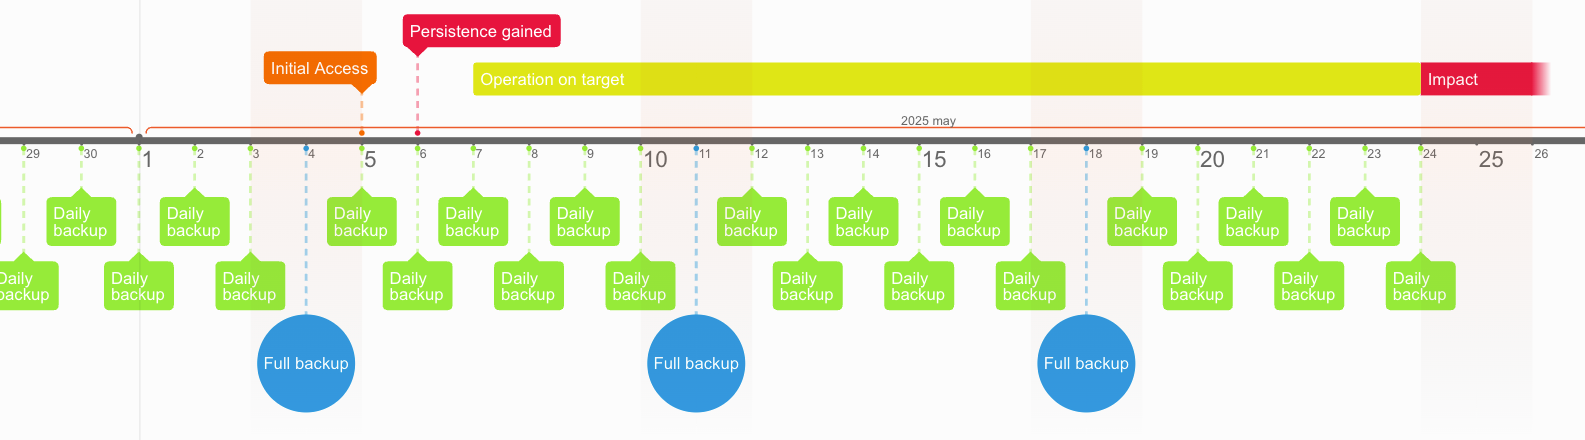 Persistence gained
Initial Access
Operation on target
Impact
2025 may
29
30
1
2
3
4
5
6
7
8
9
10
11
12
13
14
15
16
17
18
19
20
21
22
23
24
25
26
Daily
backup
Daily
backup
Daily
backup
Daily
backup
Daily
backup
Daily
backup
Daily
backup
Daily
backup
Daily
backup
Daily
backup
Daily
backup
Daily
backup
Daily
backup
Daily
backup
Daily
backup
Daily
backup
Daily
backup
Daily
backup
Daily
backup
Daily
backup
Daily
backup
Daily
backup
Daily
backup
Full backup
Full backup
Full backup